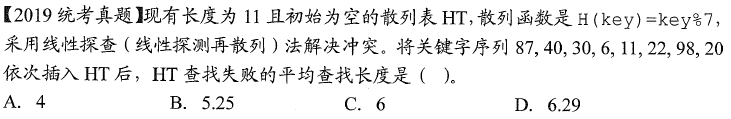 【2019 统考真题】现有长度为 11 且初始为空的散列表 HT,散列函数是 H(key)=key%7,
采用线性探查(线性探测再散列)法解决冲突。将关键字序列 87, 40, 30, 6, 11, 22, 98, 20
依次插入 HT 后，HT 查找失败的平均查找长度是 ( )。
A. 4 B. 5.25 C. 6 D. 6.29